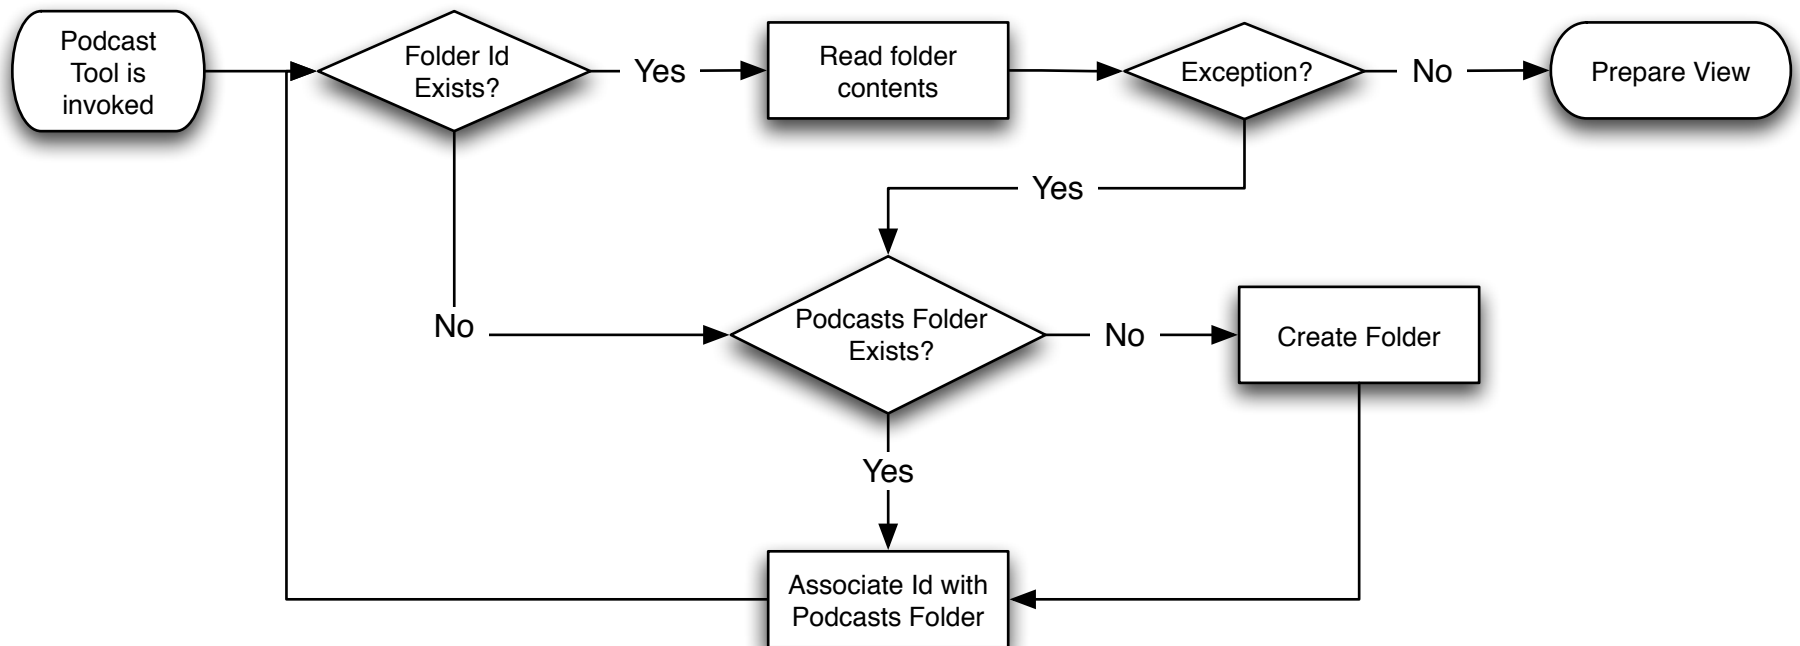 Podcast
Tool is
invoked
Folder Id
Exists?
Yes
Read folder
contents
Exception?
No
Prepare View
Yes
No
Podcasts Folder
Exists?
No
Create Folder
Yes
Associate Id with
Podcasts Folder